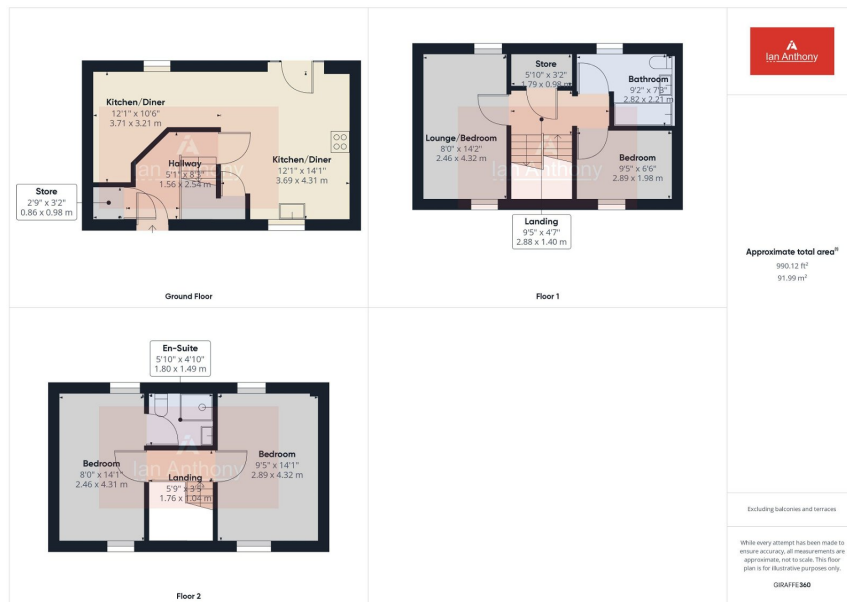 Kitchen/Diner
12'1" x 10'6"
3.71 x 3.21 m
Hallway
5'1" x 8'3"
1.56 x 2.54 m
Kitchen/Diner
12'1" x 14'1"
3.69 x 4.31 m
Store
2'9" x 3'2"
0.86 x 0.98 m
Ian Anthony
Ground Floor
Store
5'10" x 3'2"
1.79 x 0.98 m
Bathroom
9'2" x 7'3"
2.82 x 2.21 m
Lounge/Bedroom
8'0" x 14'2"
2.46 x 4.32 m
Bedroom
9'5" x 6'6"
2.89 x 1.98 m
Landing
9'5" x 4'7"
2.88 x 1.40 m
Ian Anthony
Floor 1
En-Suite
5'10" x 4'10"
1.80 x 1.49 m
Bedroom
8'0" x 14'1"
2.46 x 4.31 m
Bedroom
9'5" x 14'1"
2.89 x 4.32 m
Landing
5'9" x 3'5"
1.76 x 1.04 m
Ian Anthony
Floor 2
Ian Anthony
Approximate total area
990.12 ft²
91.99 m²
Excluding balconies and terraces
While every attempt has been made to
ensure accuracy, all measurements are
approximate, not to scale. This floor
plan is for illustrative purposes only.
GIRAFFE360